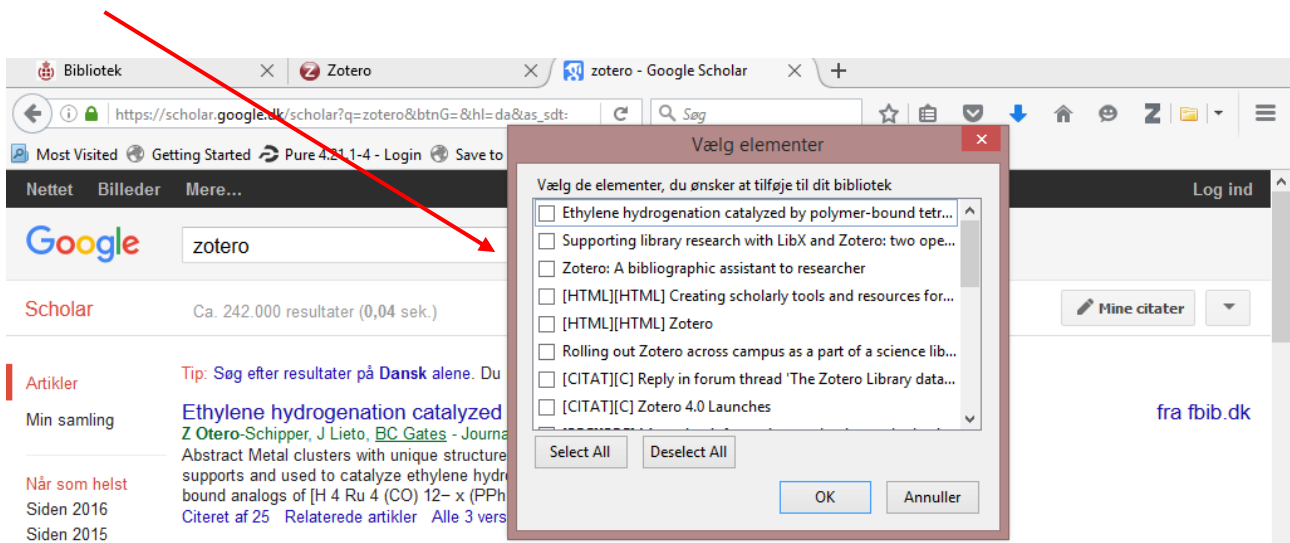 Bibliotek
Zotero
zotero - Google Scholar
https://scholar.google.dk/scholar?q=zotero&btnG=&hl=da&as_sdt=
Søg
Most Visited Getting Started Pure 4.21.1-4 - Login Save to
Nettet Billeder Mere...
Log ind
Google
zotero
Scholar
Ca. 242.000 resultater (0,04 sek.)
Mine citater
Artikler
Min samling
Når som helst
Siden 2016
Siden 2015
Tip: Søg efter resultater på Dansk alene. Du
Ethylene hydrogenation catalyzed
fra fbib.dk
Z Otero-Schipper, J Lieto, BC Gates - Journa
Abstract Metal clusters with unique structure
supports and used to catalyze ethylene hydr
bound analogs of [H 4 Ru 4 (CO) 12− x (PPh
Citeret af 25 Relaterede artikler Alle 3 vers
Vælg elementer
Vælg de elementer, du ønsker at tilføje til dit bibliotek
Ethylene hydrogenation catalyzed by polymer-bound tetr...
Supporting library research with LibX and Zotero: two ope...
Zotero: A bibliographic assistant to researcher
[HTML][HTML] Creating scholarly tools and resources for...
[HTML][HTML] Zotero
Rolling out Zotero across campus as a part of a science lib...
[CITAT][C] Reply in forum thread 'The Zotero Library data...
[CITAT][C] Zotero 4.0 Launches
Select All
Deselect All
OK
Annuller